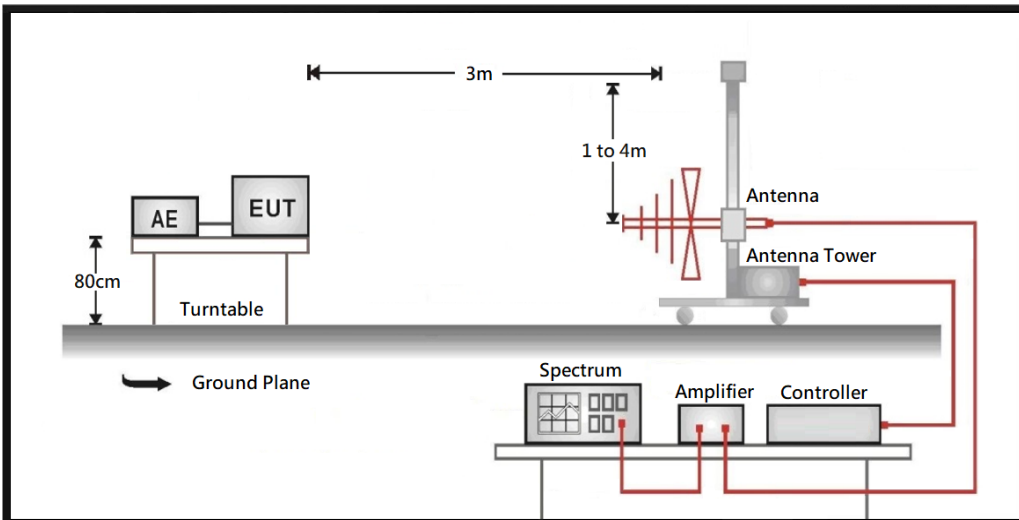 3m
1 to 4m
AE
EUT
Antenna
Antenna Tower
80cm
Turntable
Ground Plane
Spectrum
Amplifier
Controller